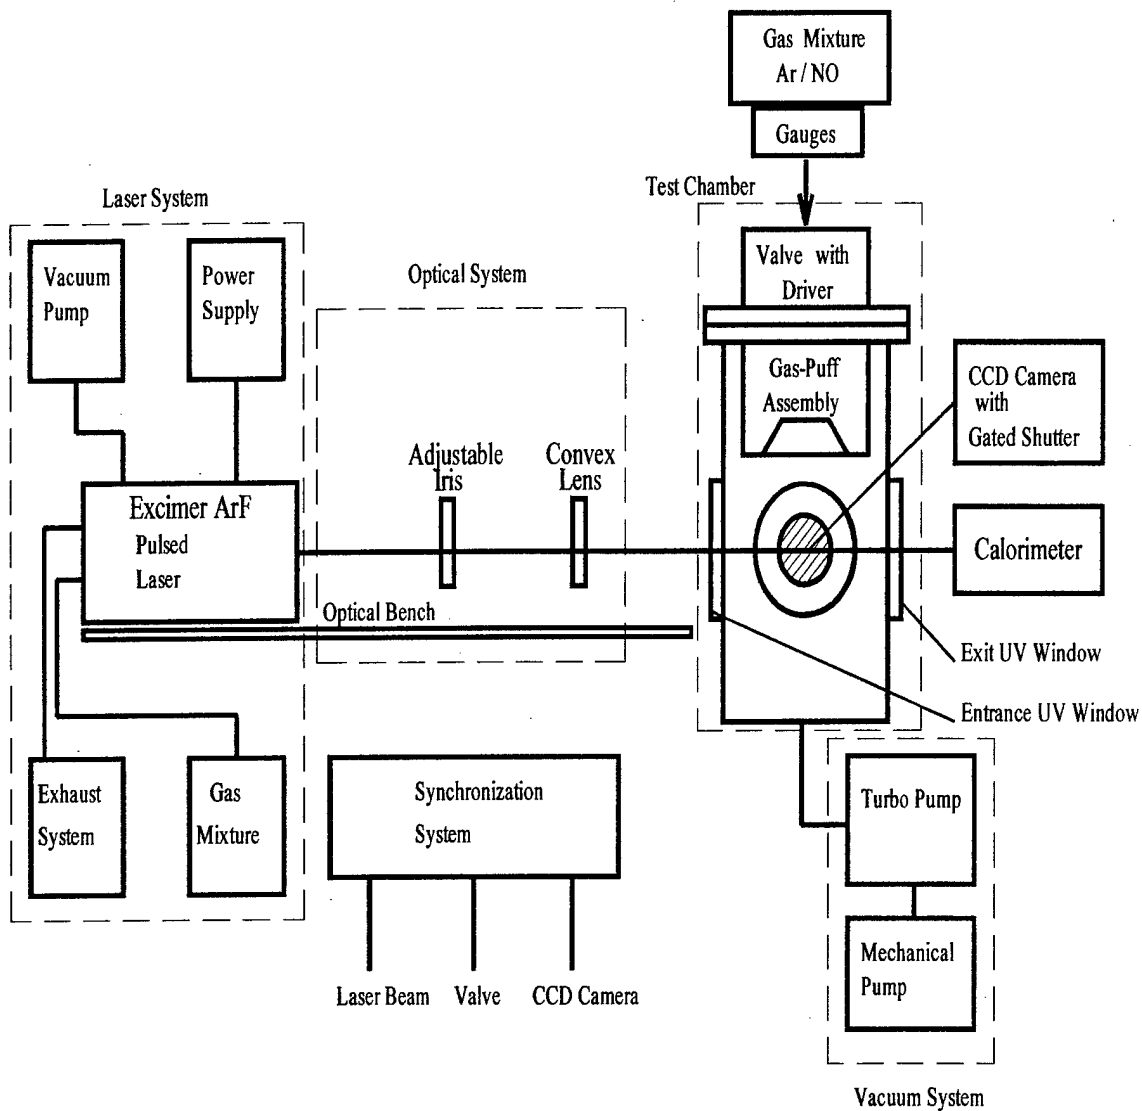 Gas Mixture
Ar / NO
Gauges
Test Chamber
Laser System
Vacuum
Pump
Power
Supply
Optical System
Valve with
Driver
Gas-Puff
Assembly
CCD Camera
with
Gated Shutter
Adjustable
Iris
Convex
Lens
Excimer ArF
Pulsed
Laser
Calorimeter
Optical Bench
Exit UV Window
Entrance UV Window
Exhaust
System
Gas
Mixture
Synchronization
System
Turbo Pump
Mechanical
Pump
Laser Beam
Valve
CCD Camera
Vacuum System